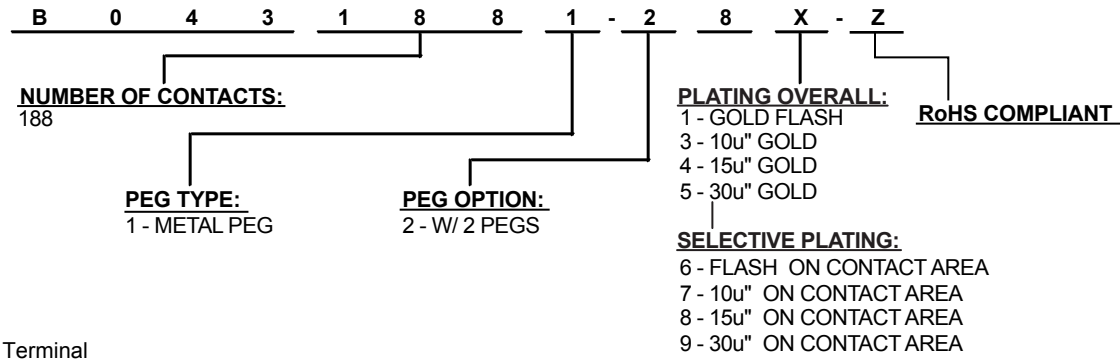 B 0 4 3 1 8 8 1 - 2 8 X - Z
NUMBER OF CONTACTS:
188
PEG TYPE:
1 - METAL PEG
PEG OPTION:
2 - W/ 2 PEGS
PLATING OVERALL:
1 - GOLD FLASH
3 - 10u" GOLD
4 - 15u" GOLD
5 - 30u" GOLD
SELECTIVE PLATING:
6 - FLASH ON CONTACT AREA
7 - 10u" ON CONTACT AREA
8 - 15u" ON CONTACT AREA
9 - 30u" ON CONTACT AREA
RoHS COMPLIANT
Terminal